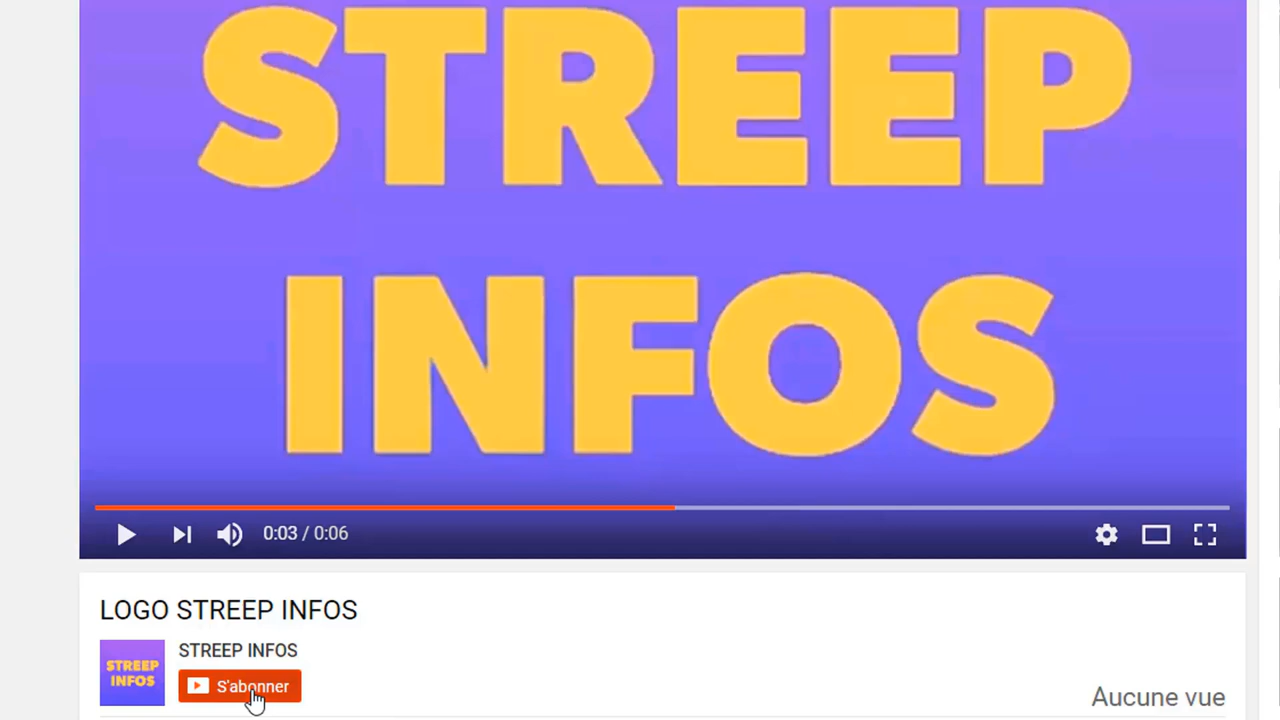 STREEP
INFOS
0:03 / 0:06
LOGO STREEP INFOS
STREEP INFOS
STREEP
INFOS
S'abonner
Aucune vue